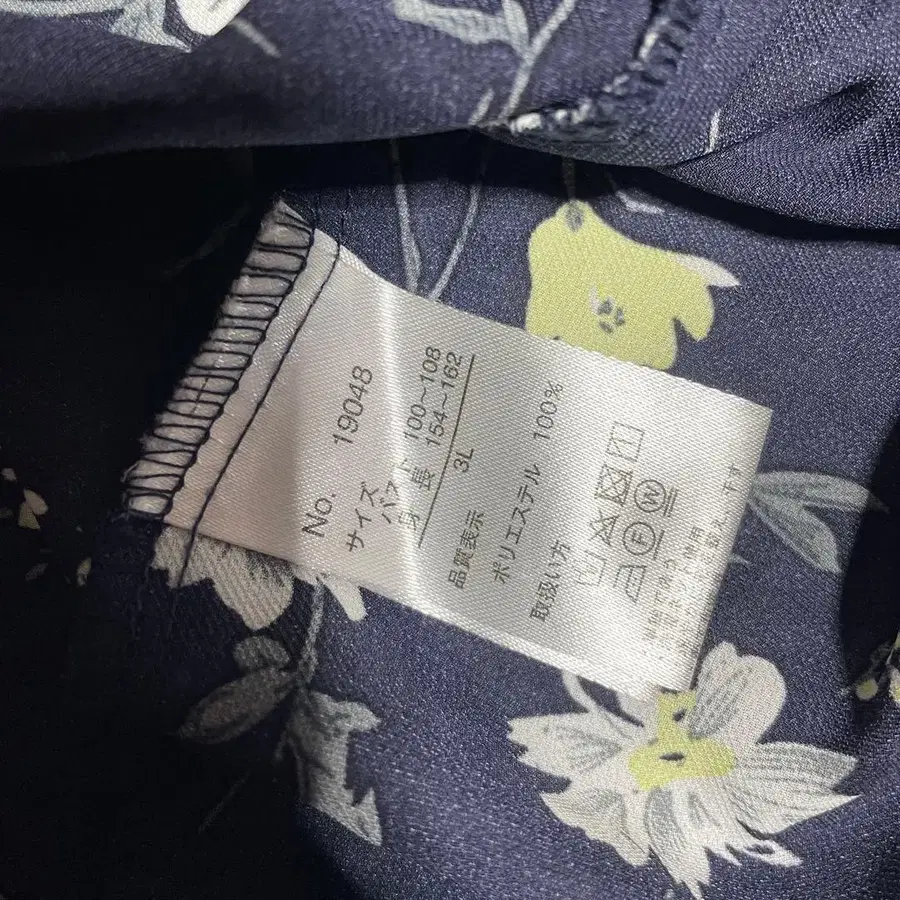 No. 19048
サイズ
バスト 100～108
身長 154～162
3L
品質表示
ポリエステル 100%
取扱い方
F W